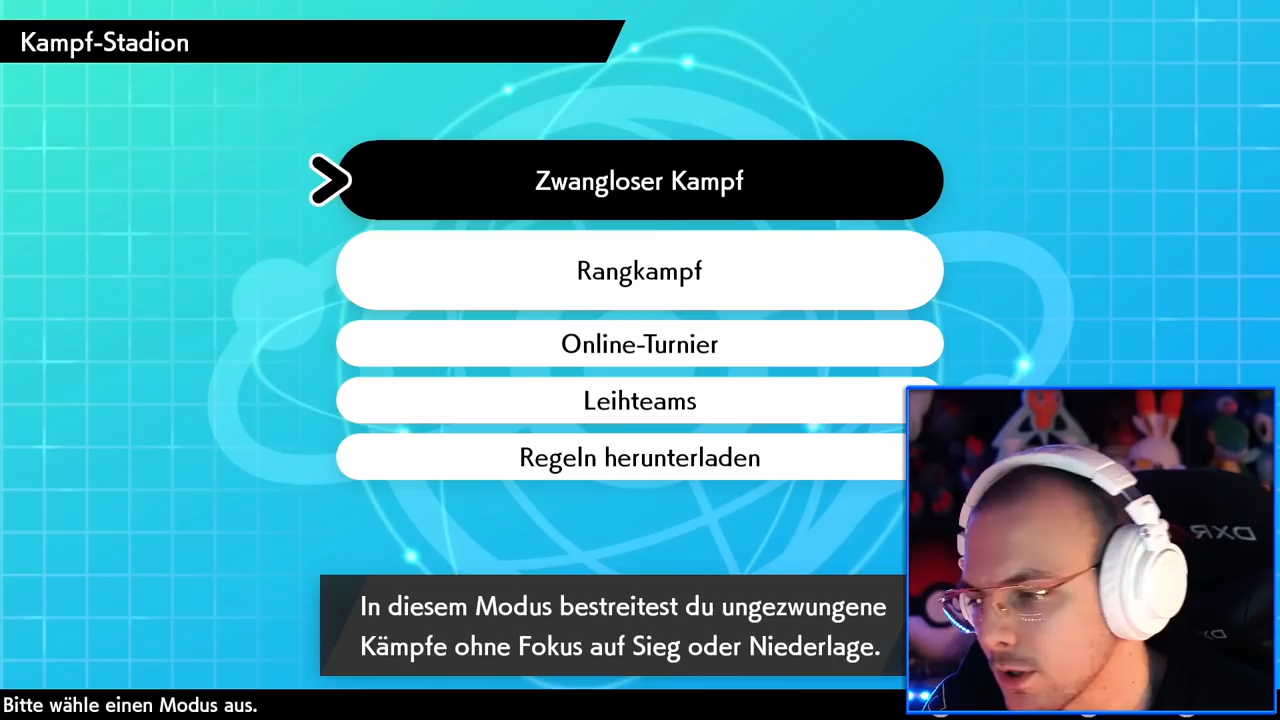 Kampf-Stadion
Zwangloser Kampf
Rangkampf
Online-Turnier
Leihteams
Regeln herunterladen
In diesem Modus bestreitest du ungezwungene
Kämpfe ohne Fokus auf Sieg oder Niederlage.
Bitte wähle einen Modus aus.